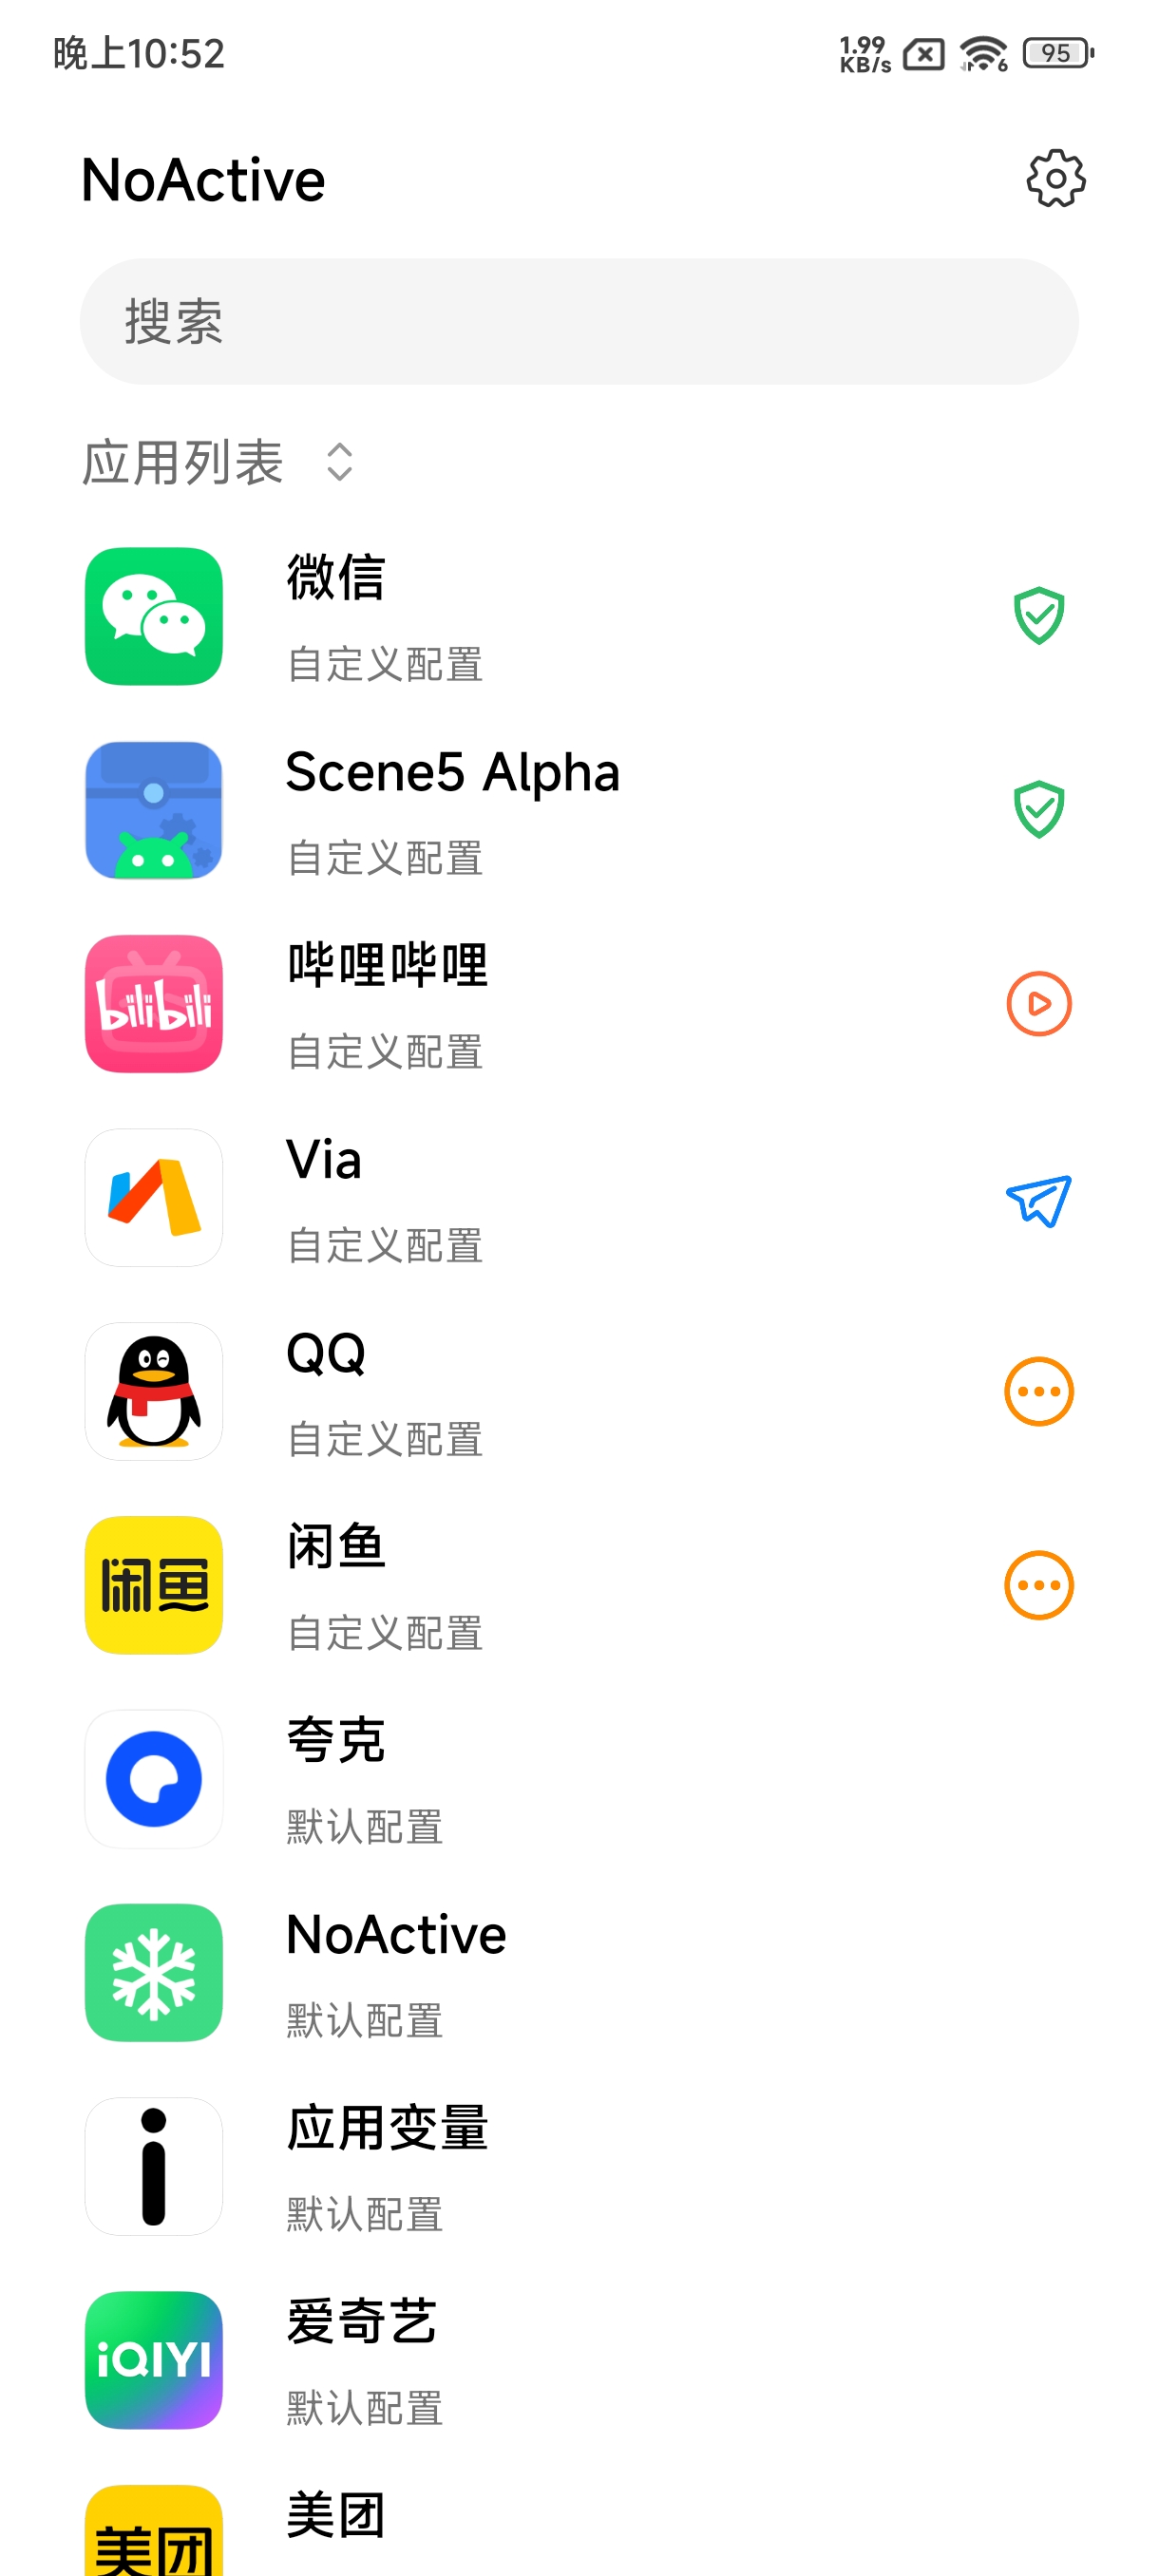 晚上10:52
1.99
KB/s
6
95
NoActive
搜索
应用列表
微信
自定义配置
Scene5 Alpha
自定义配置
bilibili
哔哩哔哩
自定义配置
Via
自定义配置
QQ
自定义配置
闲鱼
闲鱼
自定义配置
夸克
默认配置
NoActive
默认配置
应用变量
默认配置
iQIYI
爱奇艺
默认配置
美团
美团